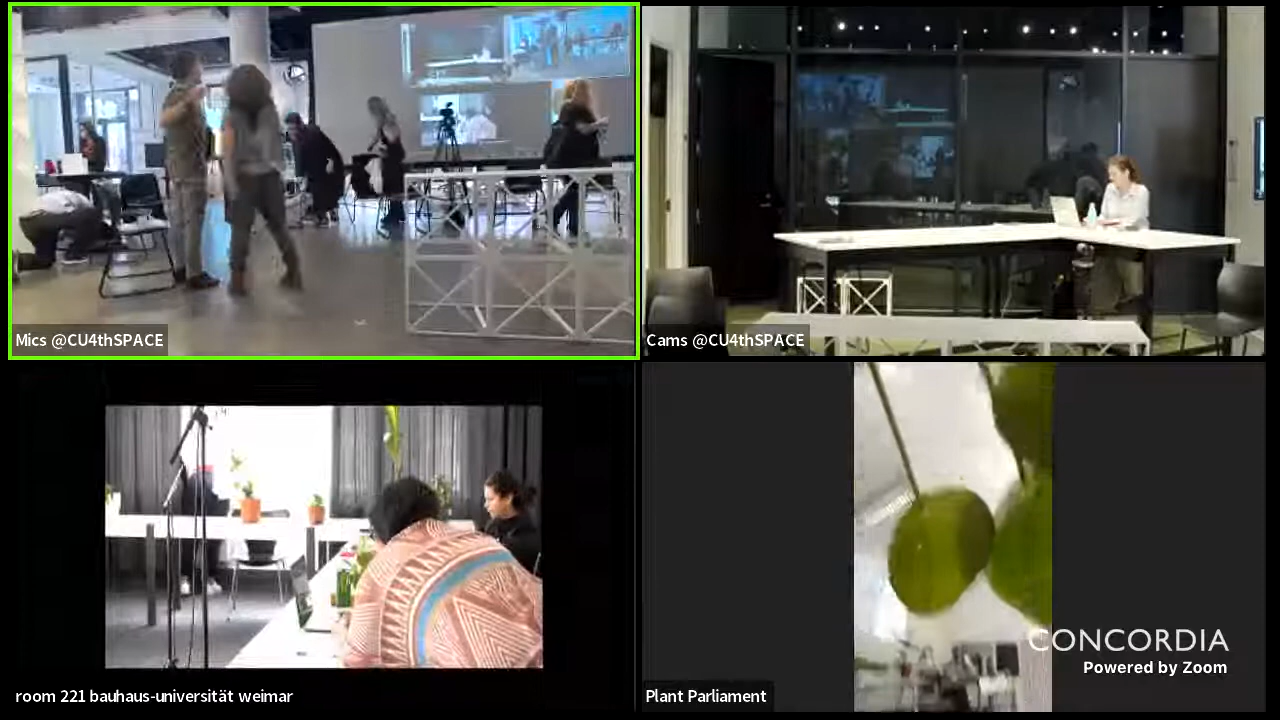 Mics @CU4thSPACE
Cams @CU4thSPACE
room 221 bauhaus-universität weimar
Plant Parliament
CONCORDIA
Powered by Zoom